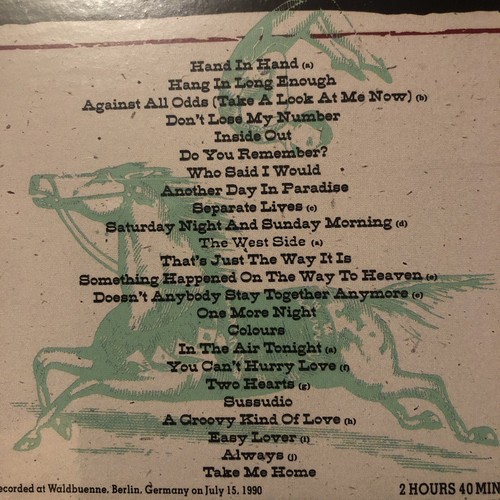 Hand In Hand (a)
Hang In Long Enough
Against All Odds (Take A Look At Me Now) (b)
Don't Lose My Number
Inside Out
Do You Remember?
Who Said I Would
Another Day In Paradise
Separate Lives (c)
Saturday Night And Sunday Morning (d)
The West Side (a)
That's Just The Way It Is
Something Happened On The Way To Heaven (e)
Doesn't Anybody Stay Together Anymore (e)
One More Night
Colours
In The Air Tonight (a)
You Can't Hurry Love (f)
Two Hearts (g)
Sussudio
A Groovy Kind Of Love (h)
Easy Lover (i)
Always (j)
Take Me Home
ecorded at Waldbuenne, Berlin, Germany on July 15, 1990
2 HOURS 40 MIN